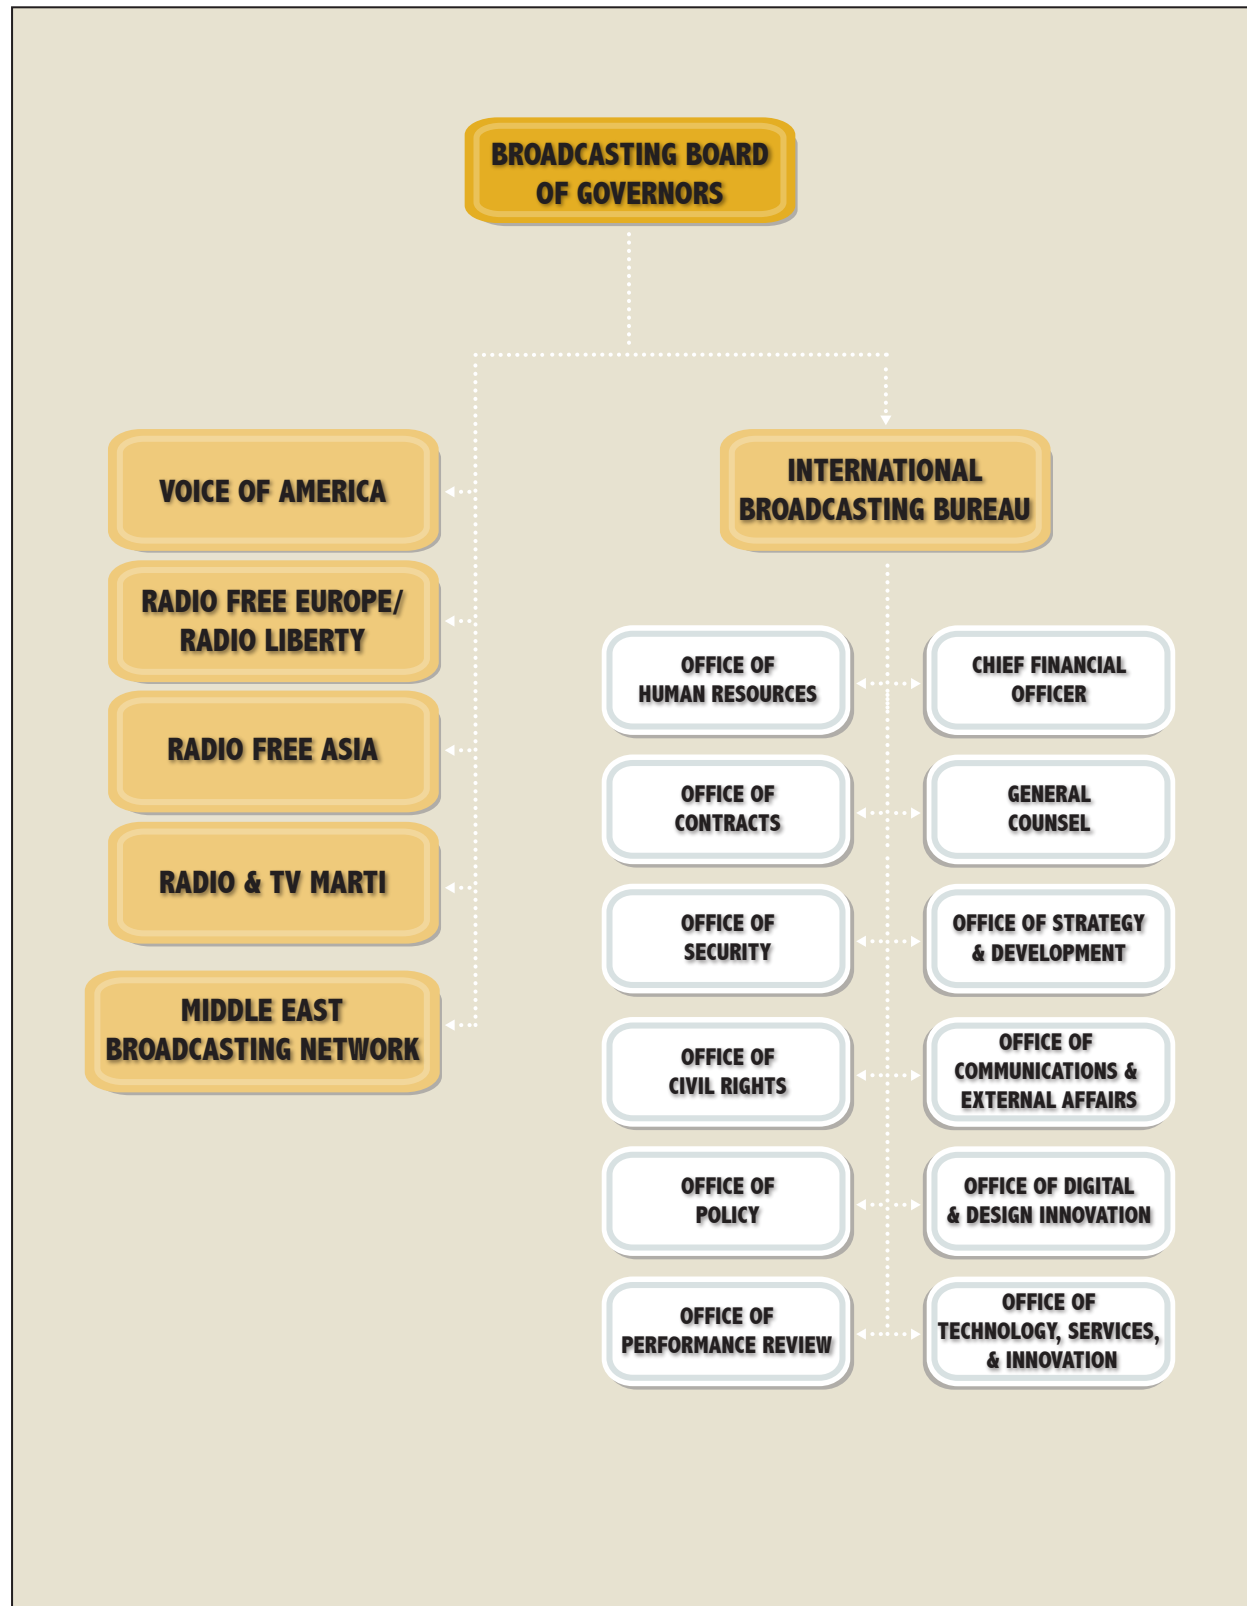 BROADCASTING BOARD
OF GOVERNORS
VOICE OF AMERICA
RADIO FREE EUROPE/
RADIO LIBERTY
RADIO FREE ASIA
RADIO & TV MARTI
MIDDLE EAST
BROADCASTING NETWORK
INTERNATIONAL
BROADCASTING BUREAU
OFFICE OF
HUMAN RESOURCES
CHIEF FINANCIAL
OFFICER
OFFICE OF
CONTRACTS
GENERAL
COUNSEL
OFFICE OF
SECURITY
OFFICE OF STRATEGY
& DEVELOPMENT
OFFICE OF
CIVIL RIGHTS
OFFICE OF
COMMUNICATIONS &
EXTERNAL AFFAIRS
OFFICE OF
POLICY
OFFICE OF DIGITAL
& DESIGN INNOVATION
OFFICE OF
PERFORMANCE REVIEW
OFFICE OF
TECHNOLOGY, SERVICES,
& INNOVATION